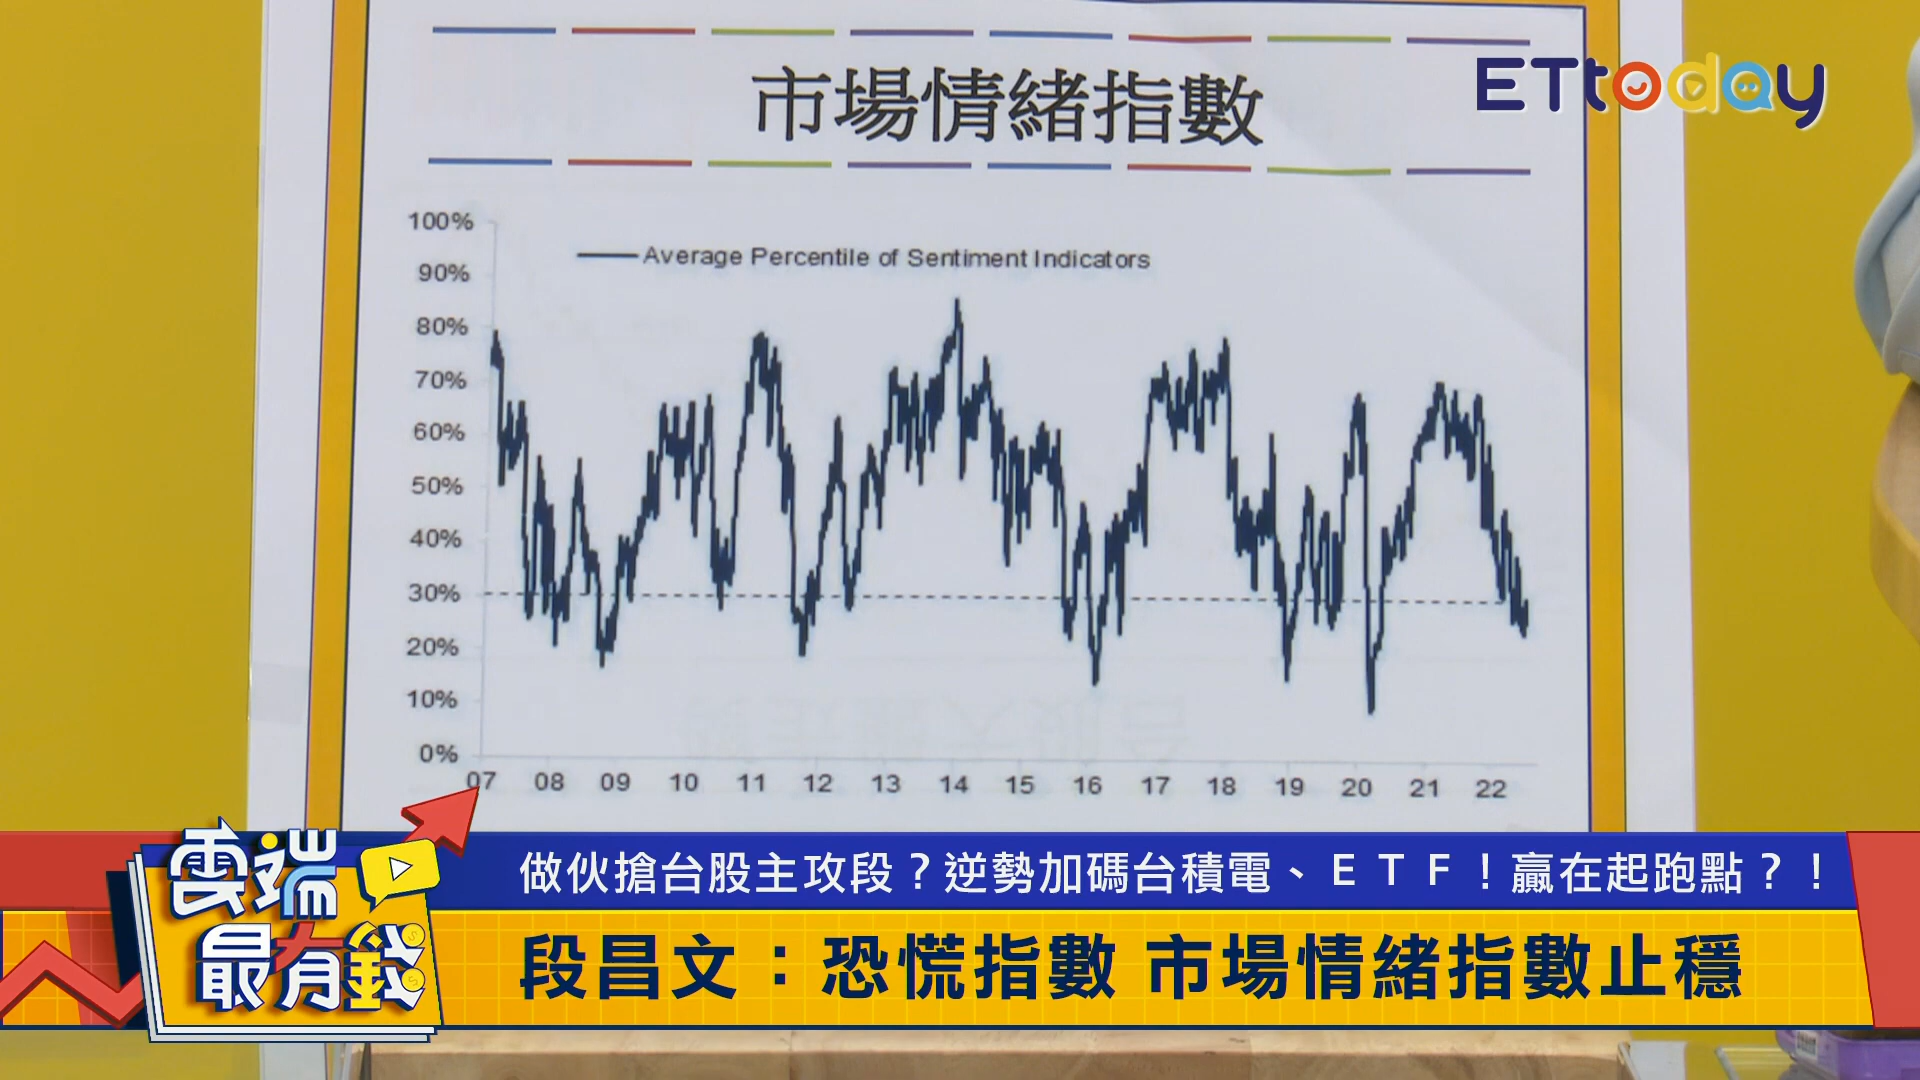 市場情緒指數
ETtoday
Average Percentile of Sentiment Indicators
100%
90%
80%
70%
60%
50%
40%
30%
20%
10%
0%
07 08 09 10 11 12 13 14 15 16 17 18 19 20 21 22
雲端最有錢
做伙搶台股主攻段？逆勢加碼台積電、ＥＴＦ！贏在起跑點？！
段昌文：恐慌指數 市場情緒指數止穩